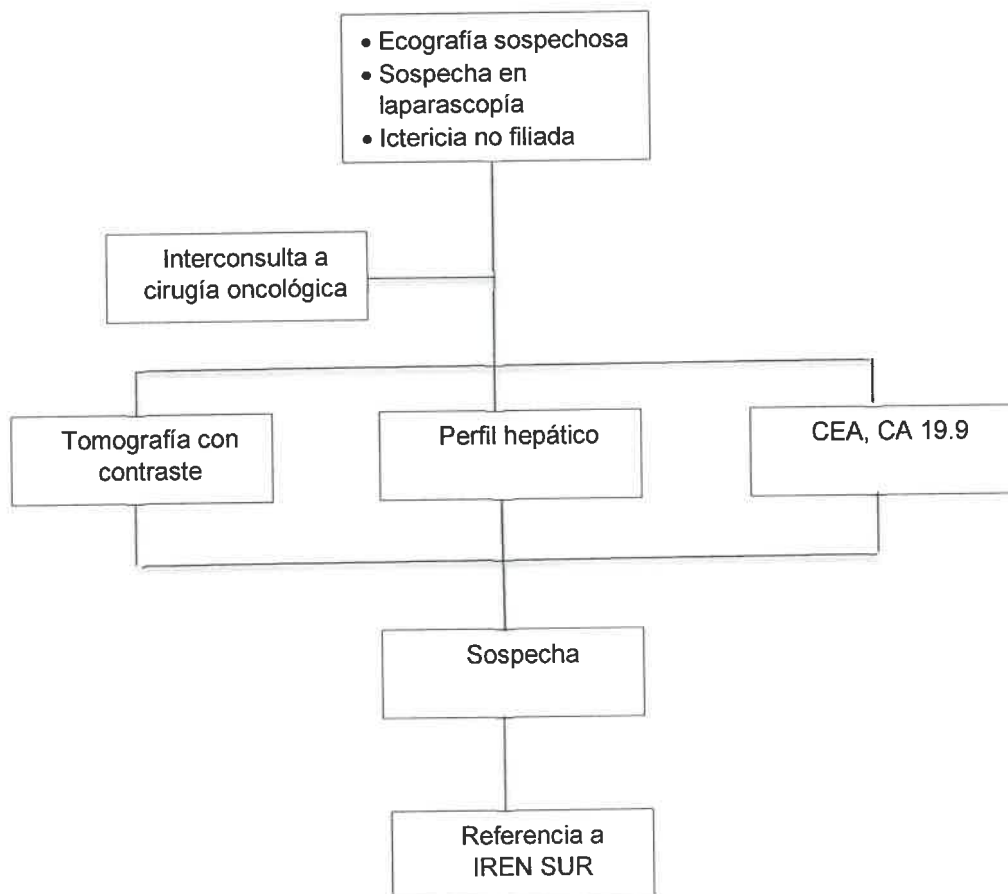 • Ecografía sospechosa
• Sospecha en
laparascopía
• Ictericia no filiada
Interconsulta a
cirugía oncológica
Tomografía con
contraste
Perfil hepático
CEA, CA 19.9
Sospecha
Referencia a
IREN SUR